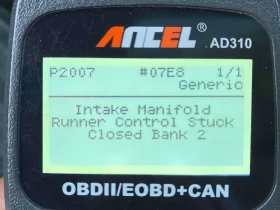 ANCEL AD310
P2007 #07E8 1/1
Generic
Intake Manifold
Runner Control Stuck
Closed Bank 2
OBDII/EOBD+CAN